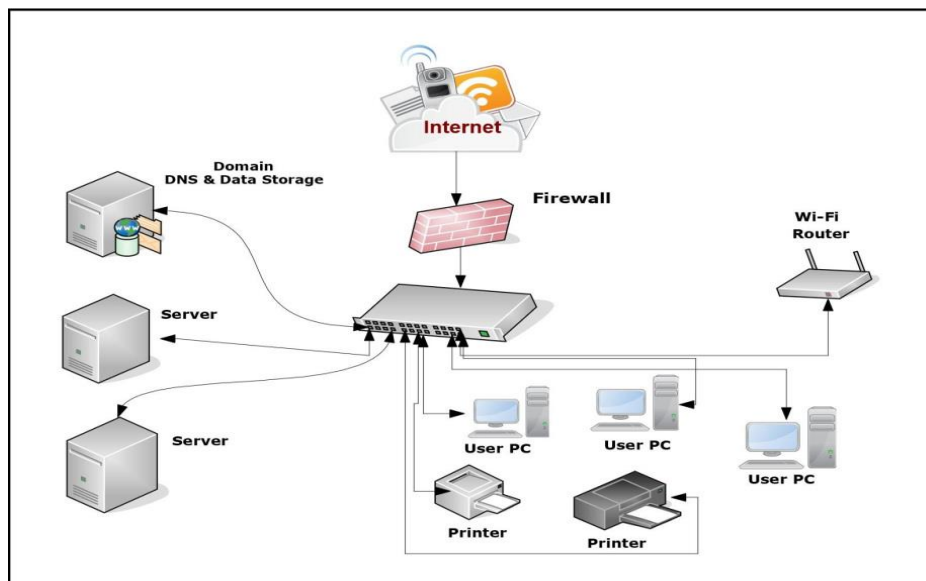 Internet
Domain
DNS & Data Storage
Firewall
Wi-Fi
Router
Server
Server
User PC
User PC
User PC
Printer
Printer